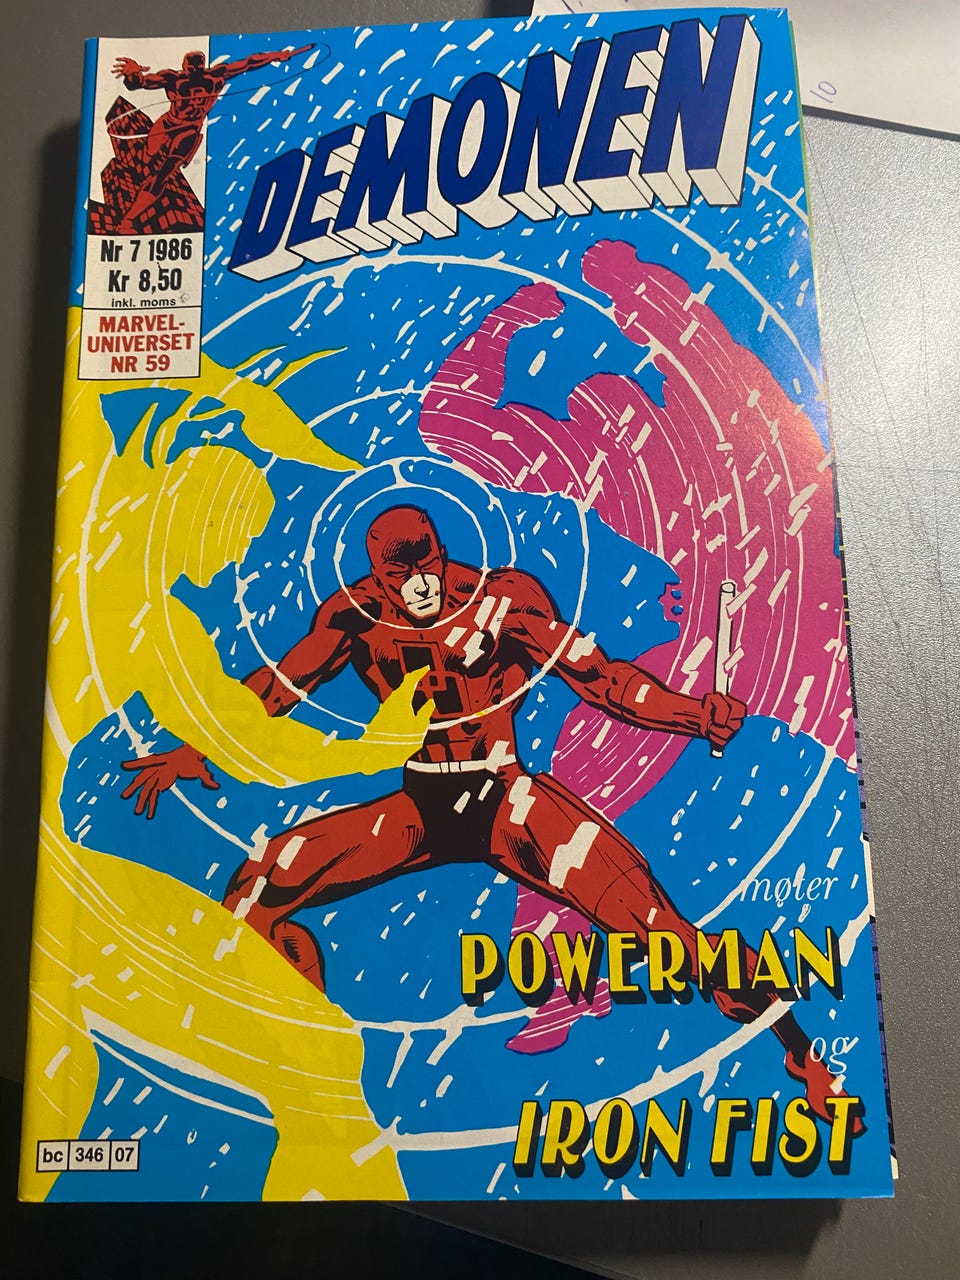 DEMONEN
Nr 7 1986
Kr 8,50
inkl. moms
MARVEL-
UNIVERSET
NR 59
møter
POWERMAN
og
IRON FIST
bc 346 07
10